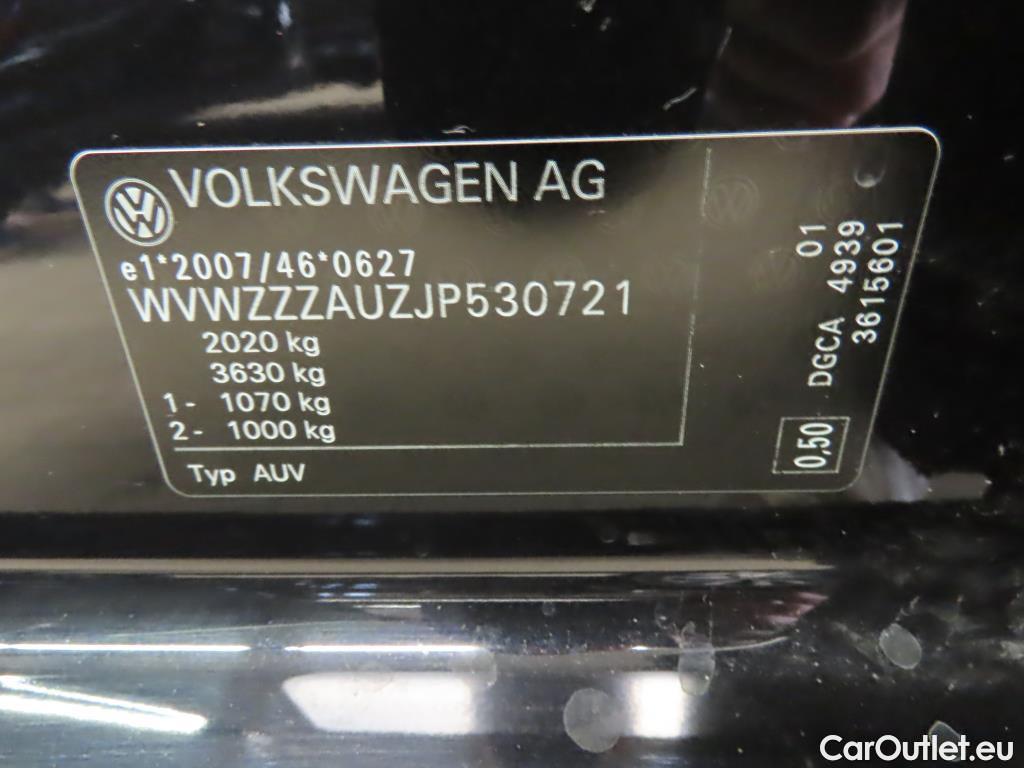 VOLKSWAGEN AG
e1*2007/46*0627
WVWZZZAUZJP530721
2020 kg
3630 kg
1- 1070 kg
2- 1000 kg
Typ AUV
0,50
DGCA 4939
01
3615601
CarOutlet.eu